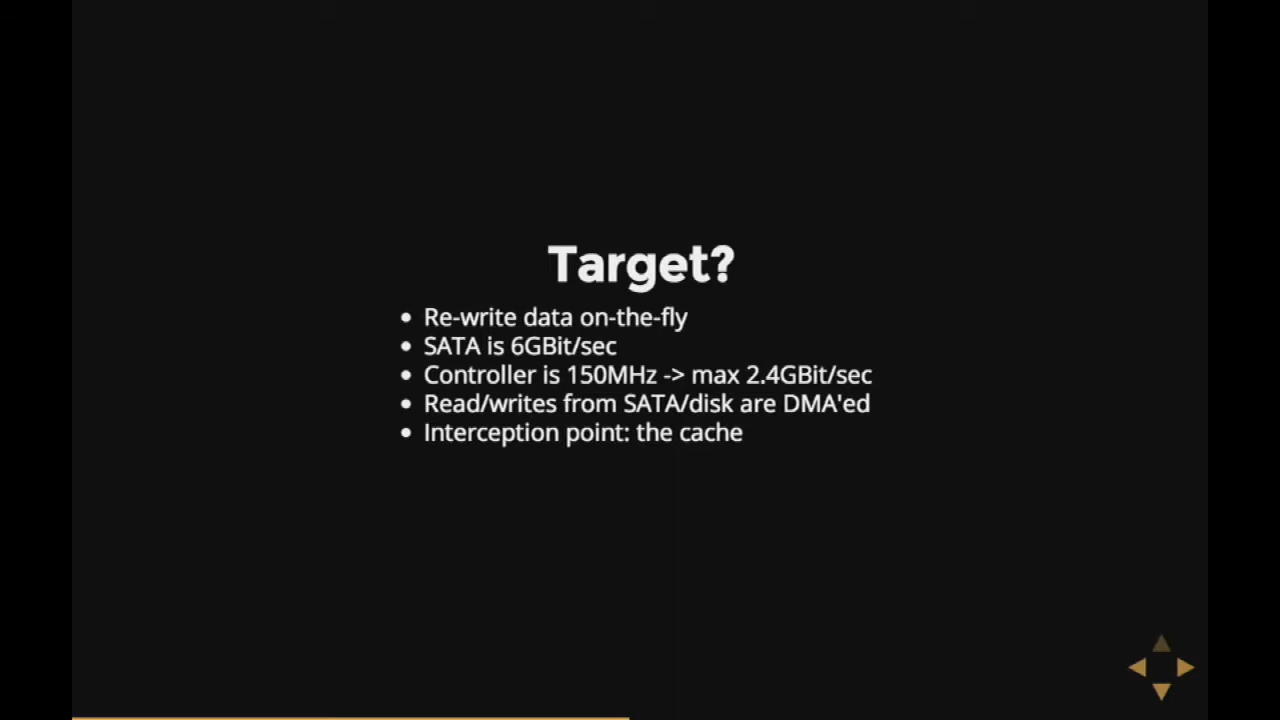 Target?
Re-write data on-the-fly
SATA is 6GBit/sec
Controller is 150MHz -> max 2.4GBit/sec
Read/writes from SATA/disk are DMA'ed
Interception point: the cache